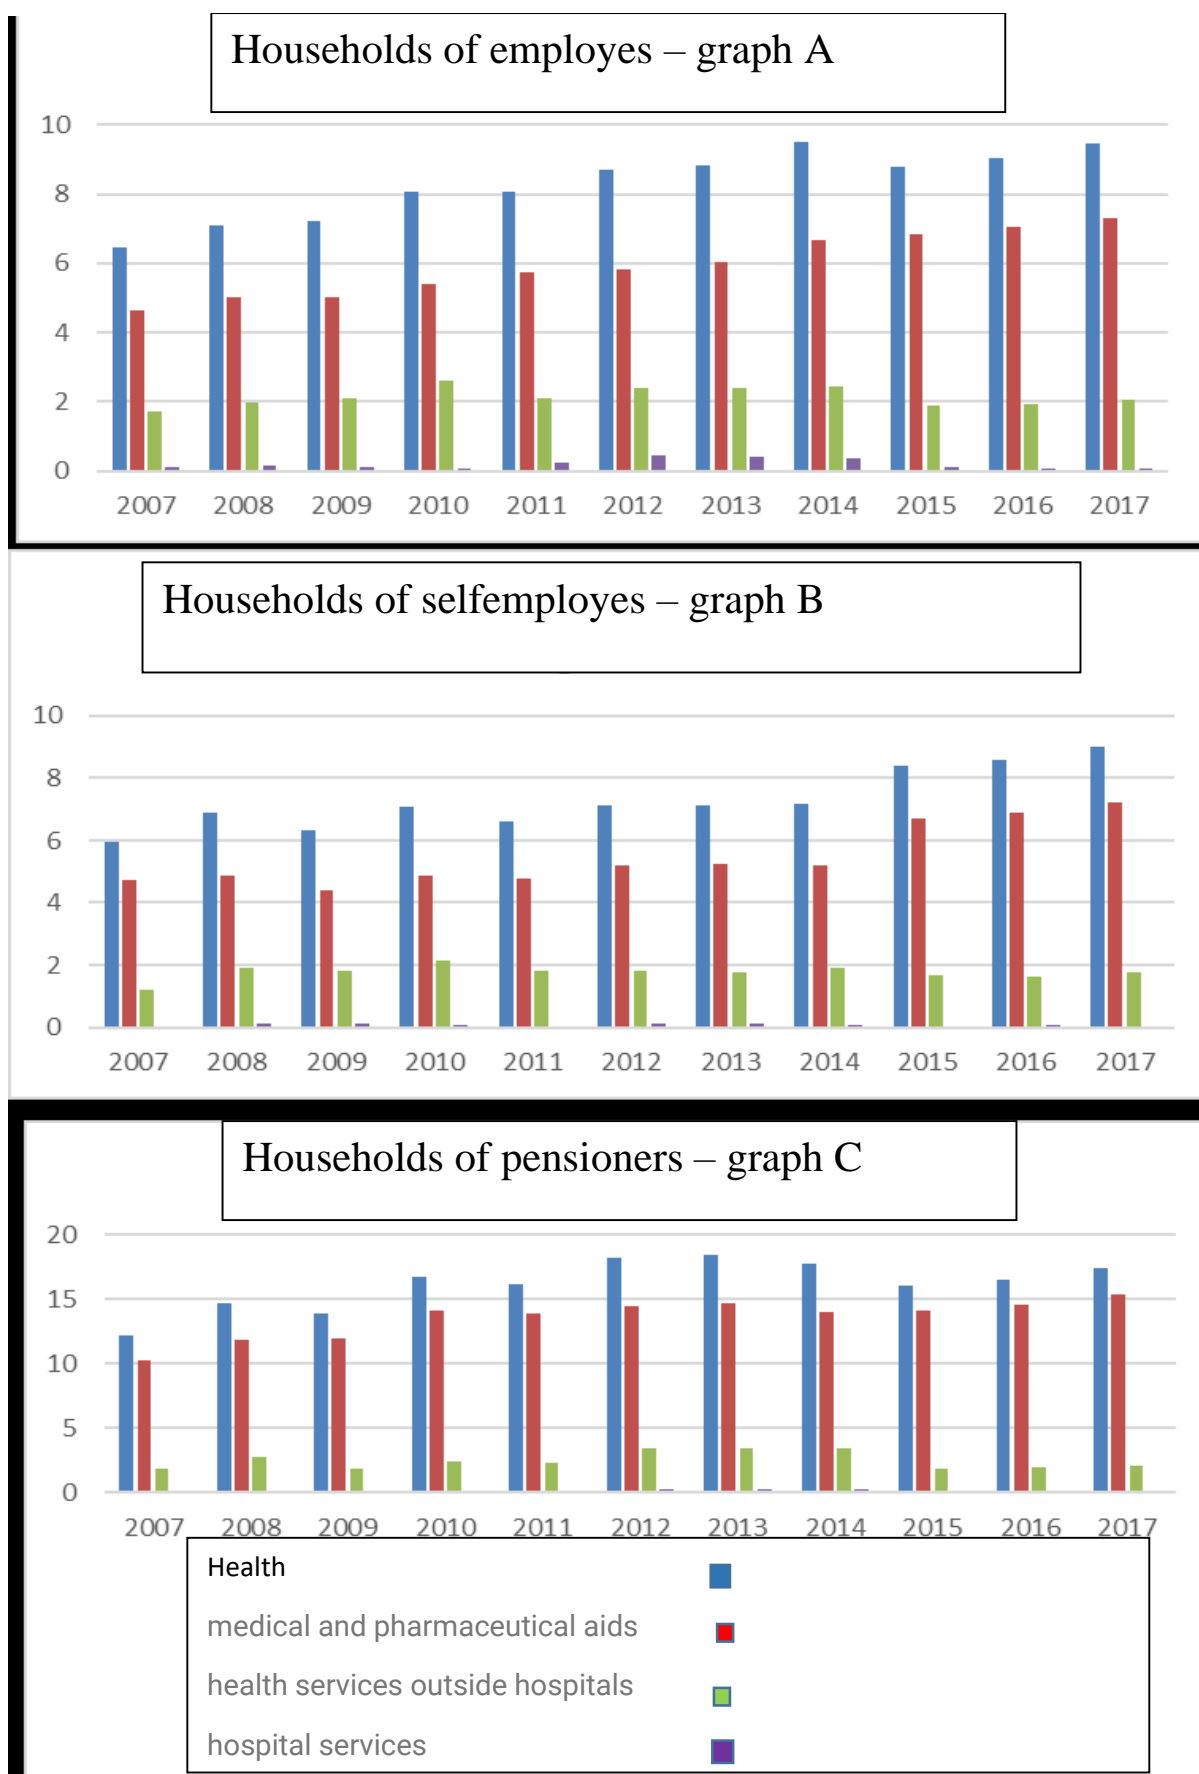 Households of employes – graph A
10
8
6
4
2
0
2007 2008 2009 2010 2011 2012 2013 2014 2015 2016 2017
Households of selfemployes – graph B
10
8
6
4
2
0
2007 2008 2009 2010 2011 2012 2013 2014 2015 2016 2017
Households of pensioners – graph C
20
15
10
5
0
2007 2008 2009 2010 2011 2012 2013 2014 2015 2016 2017
Health
medical and pharmaceutical aids
health services outside hospitals
hospital services